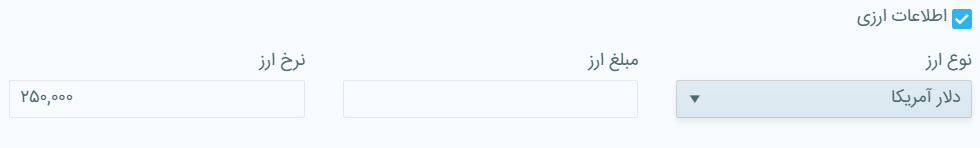 اطلاعات ارزی
نوع ارز
مبلغ ارز
نرخ ارز
دلار آمریکا
۲۵۰,۰۰۰